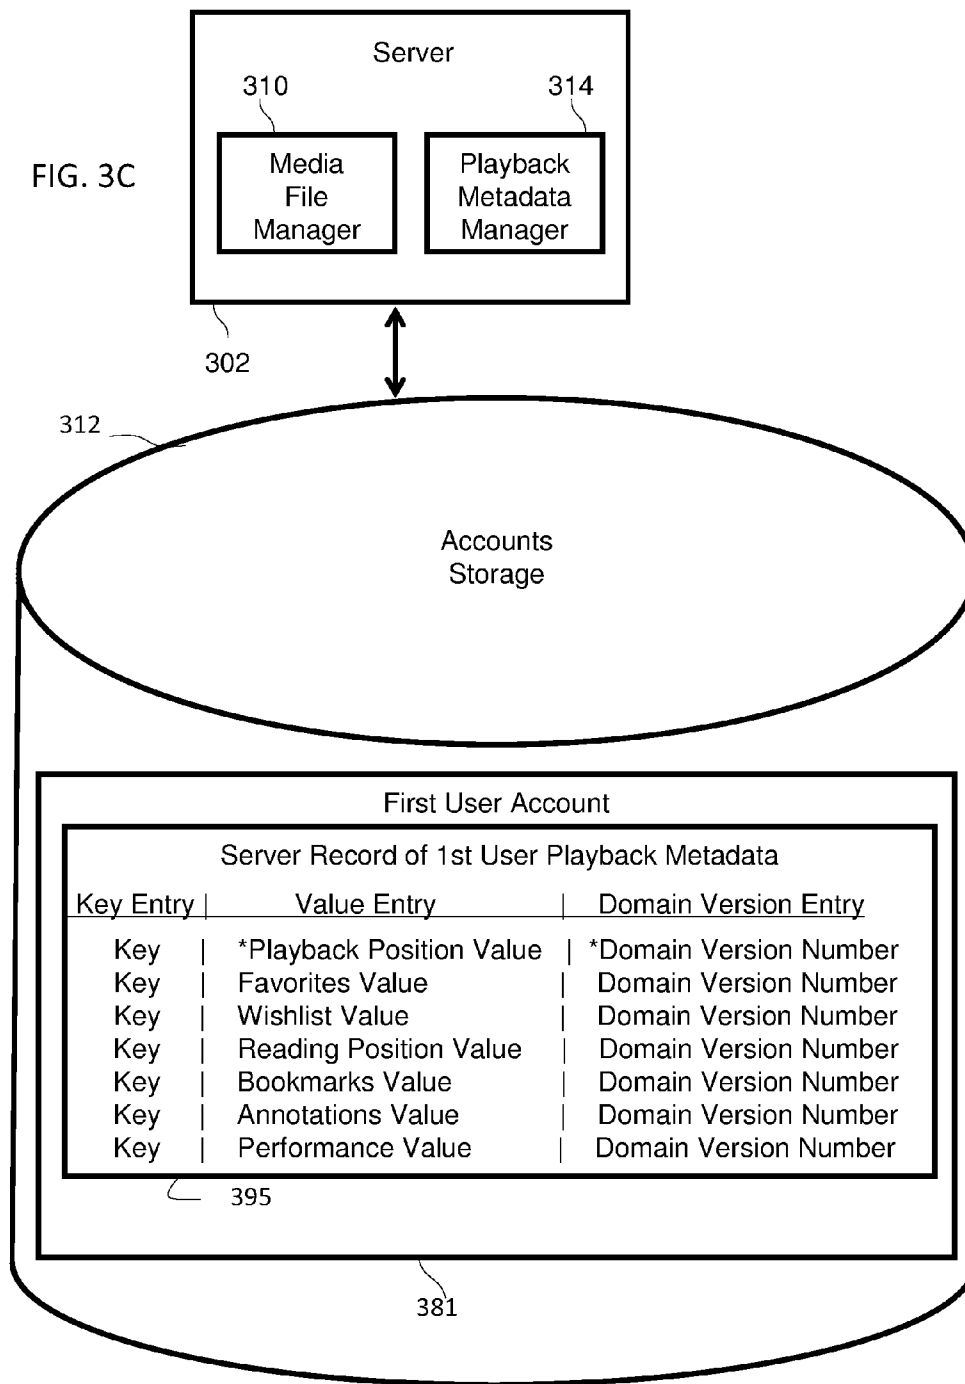 Server
310
314
Media
File
Manager
Playback
Metadata
Manager
FIG. 3C
302
312
Accounts
Storage
First User Account
Server Record of 1st User Playback Metadata
Key Entry | Value Entry | Domain Version Entry
Key | *Playback Position Value | *Domain Version Number
Key | Favorites Value | Domain Version Number
Key | Wishlist Value | Domain Version Number
Key | Reading Position Value | Domain Version Number
Key | Bookmarks Value | Domain Version Number
Key | Annotations Value | Domain Version Number
Key | Performance Value | Domain Version Number
395
381